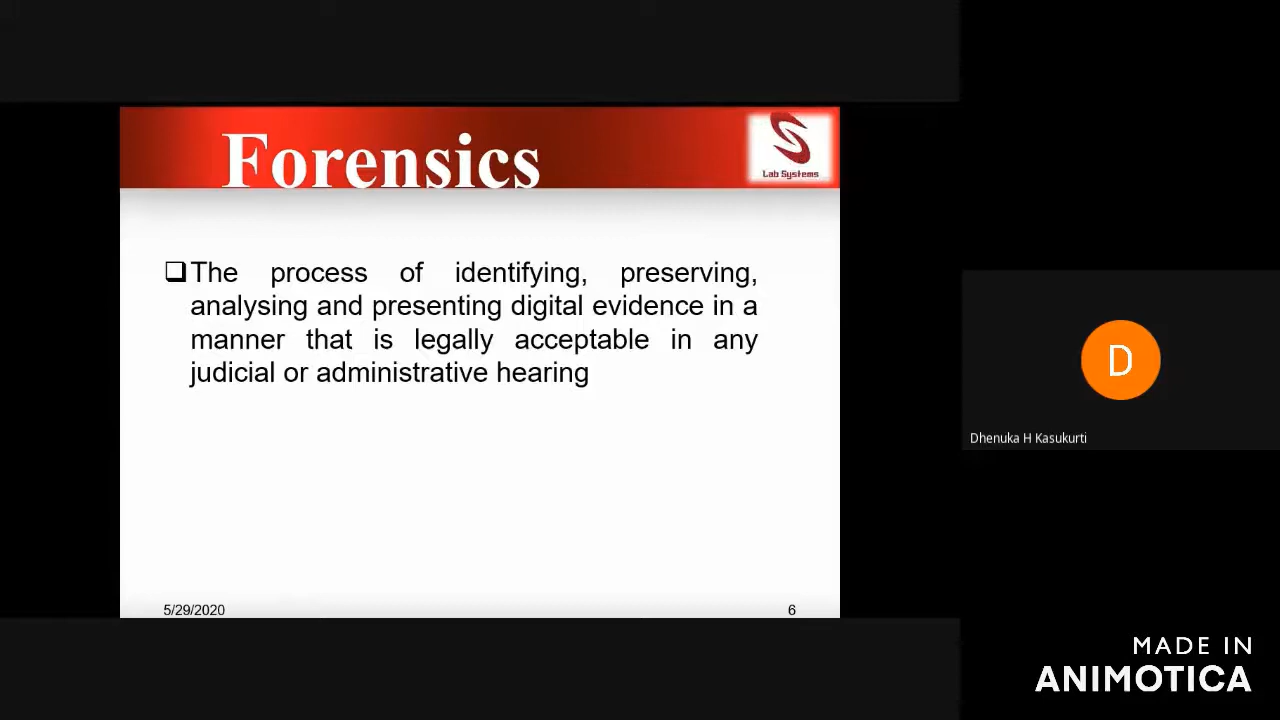 Forensics
Lab Systems
❑The process of identifying, preserving,
analysing and presenting digital evidence in a
manner that is legally acceptable in any
judicial or administrative hearing
5/29/2020
6
D
Dhenuka H Kasukurti
MADE IN
ANIMOTICA